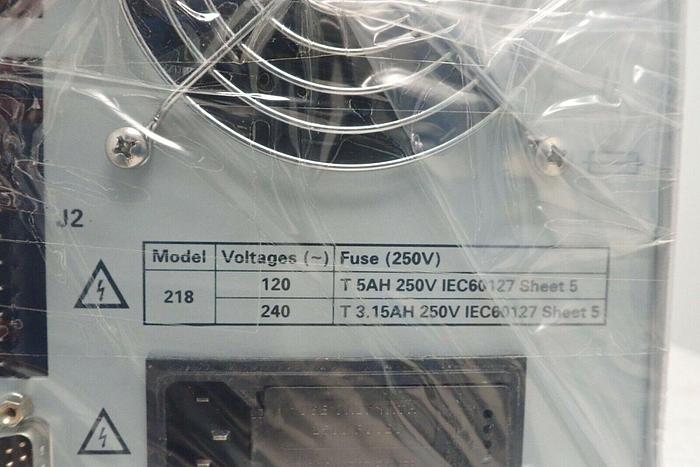 J2
Model Voltages (~) Fuse (250V)
218
120 T 5AH 250V IEC60127 Sheet 5
240 T 3.15AH 250V IEC60127 Sheet 5